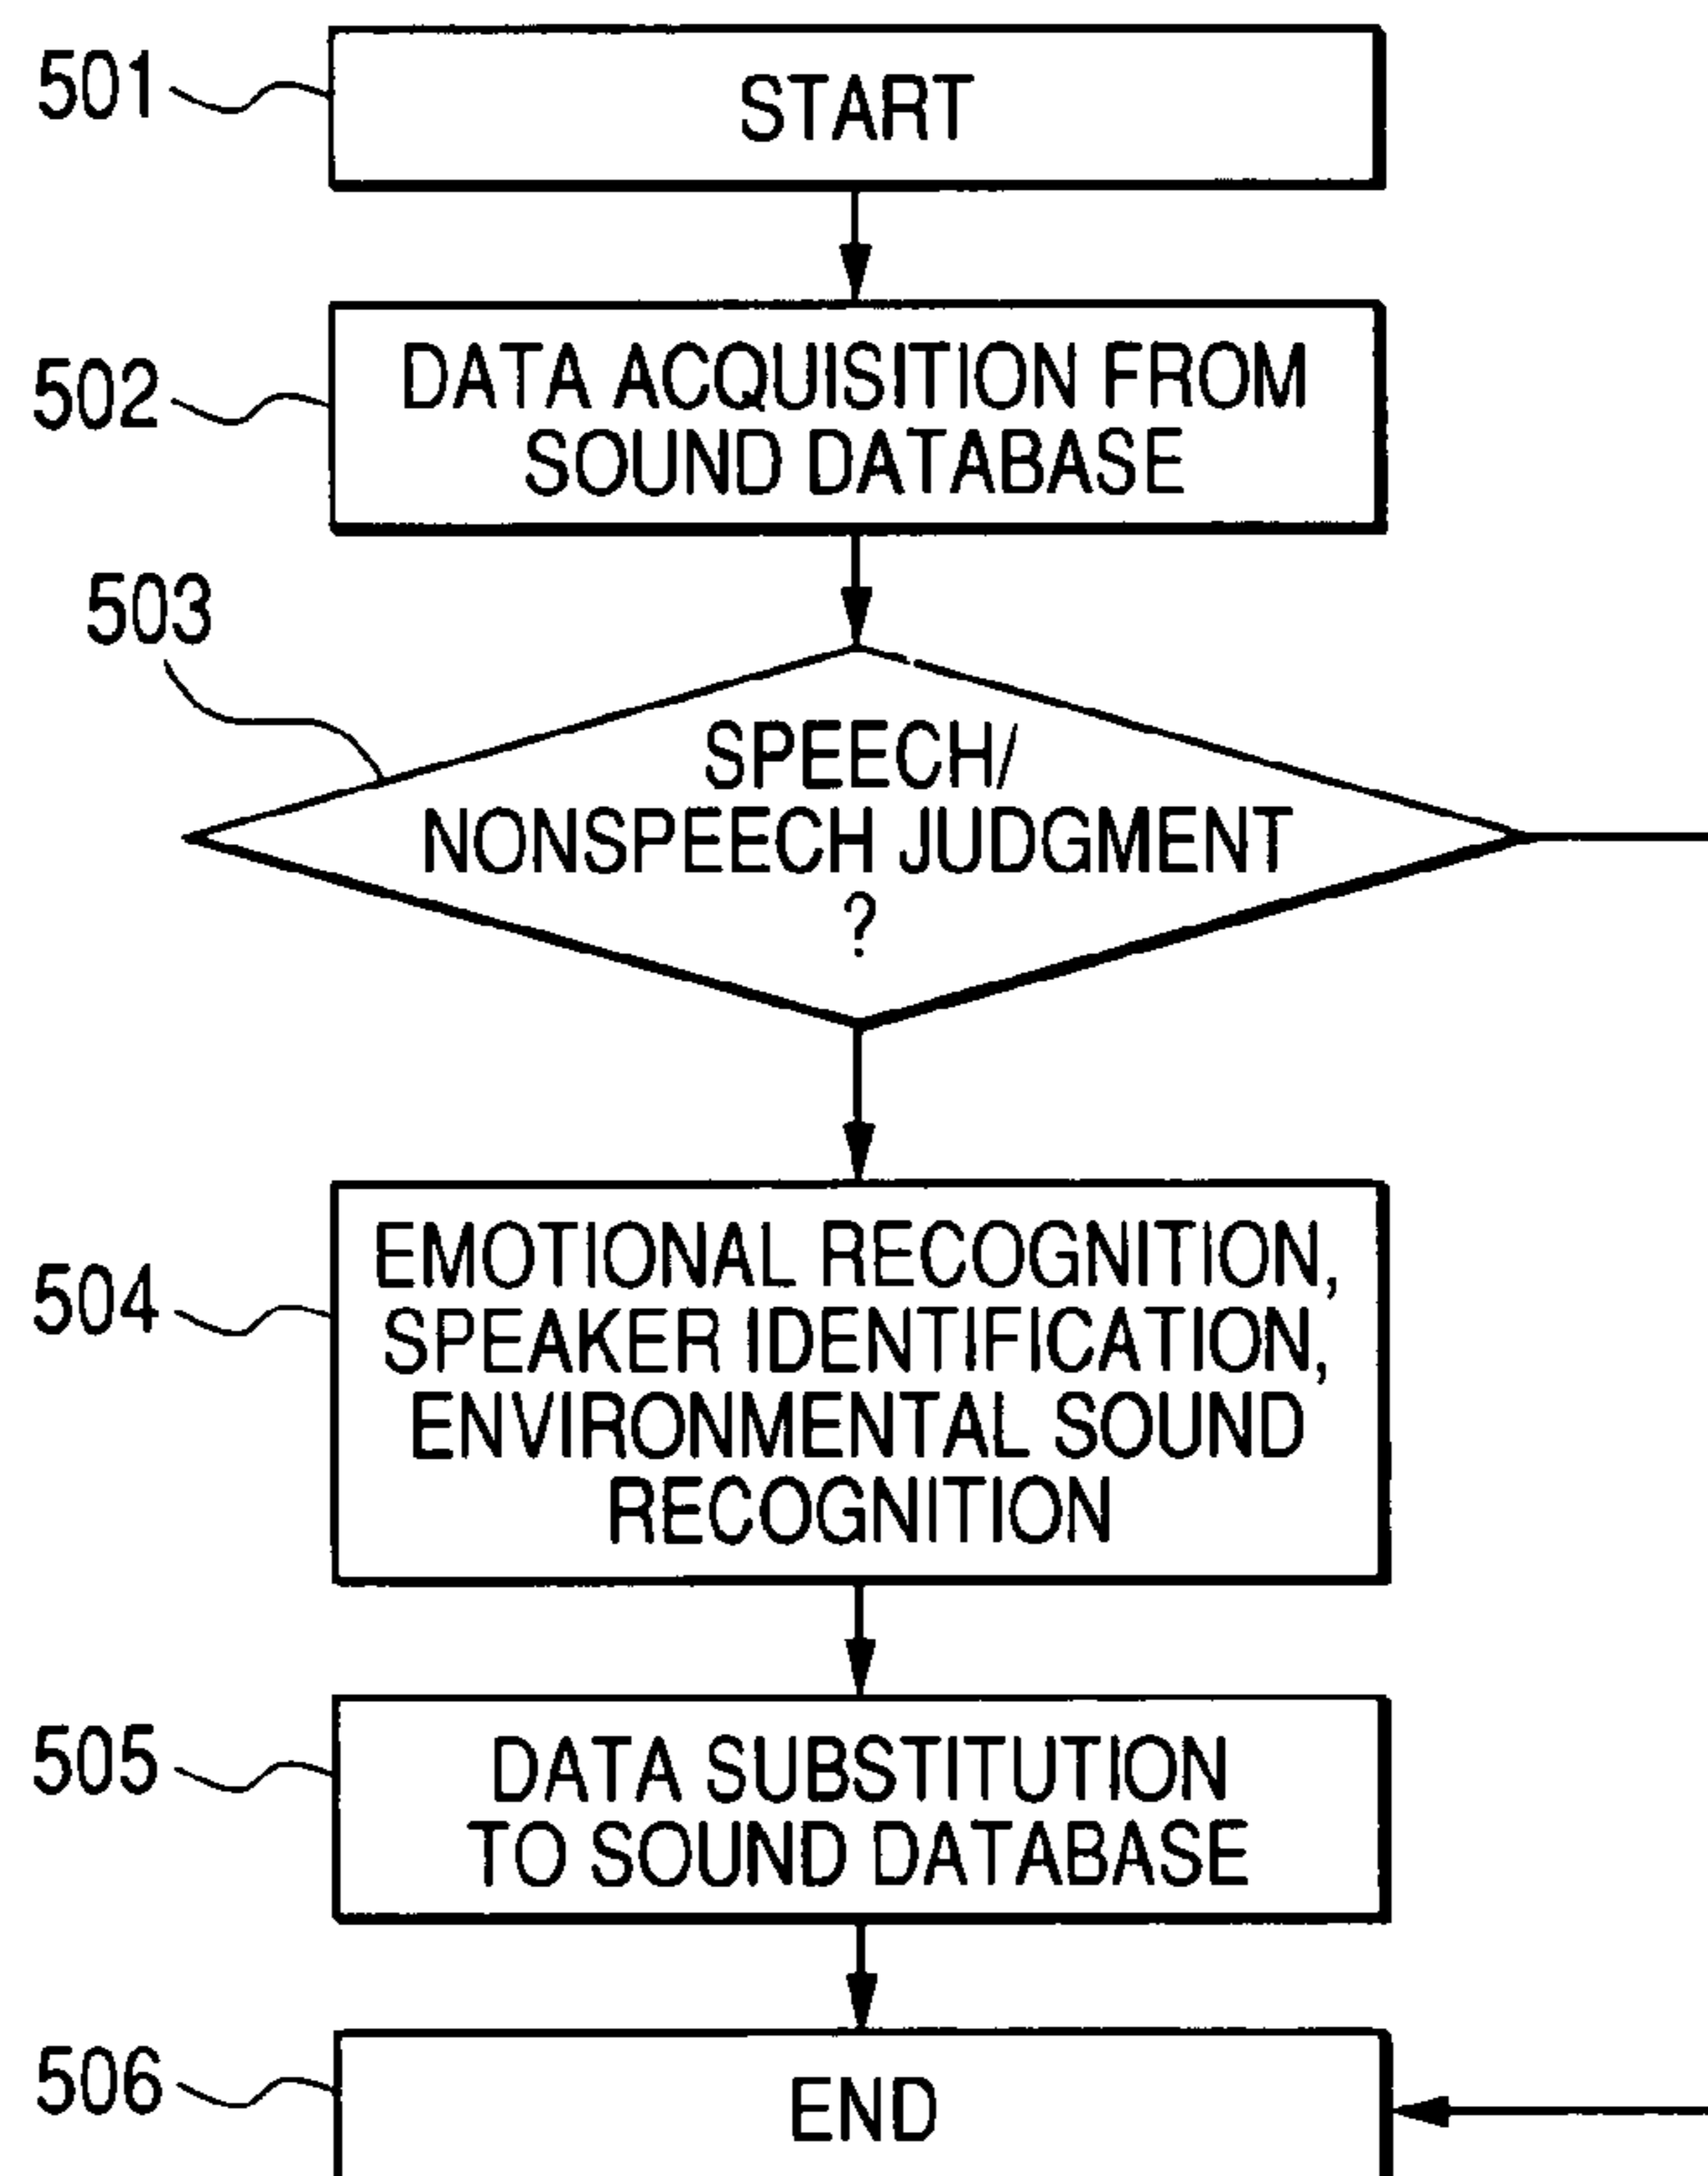 501
START
502
DATA ACQUISITION FROM
SOUND DATABASE
503
SPEECH/
NONSPEECH JUDGMENT
?
504
EMOTIONAL RECOGNITION,
SPEAKER IDENTIFICATION,
ENVIRONMENTAL SOUND
RECOGNITION
505
DATA SUBSTITUTION
TO SOUND DATABASE
506
END